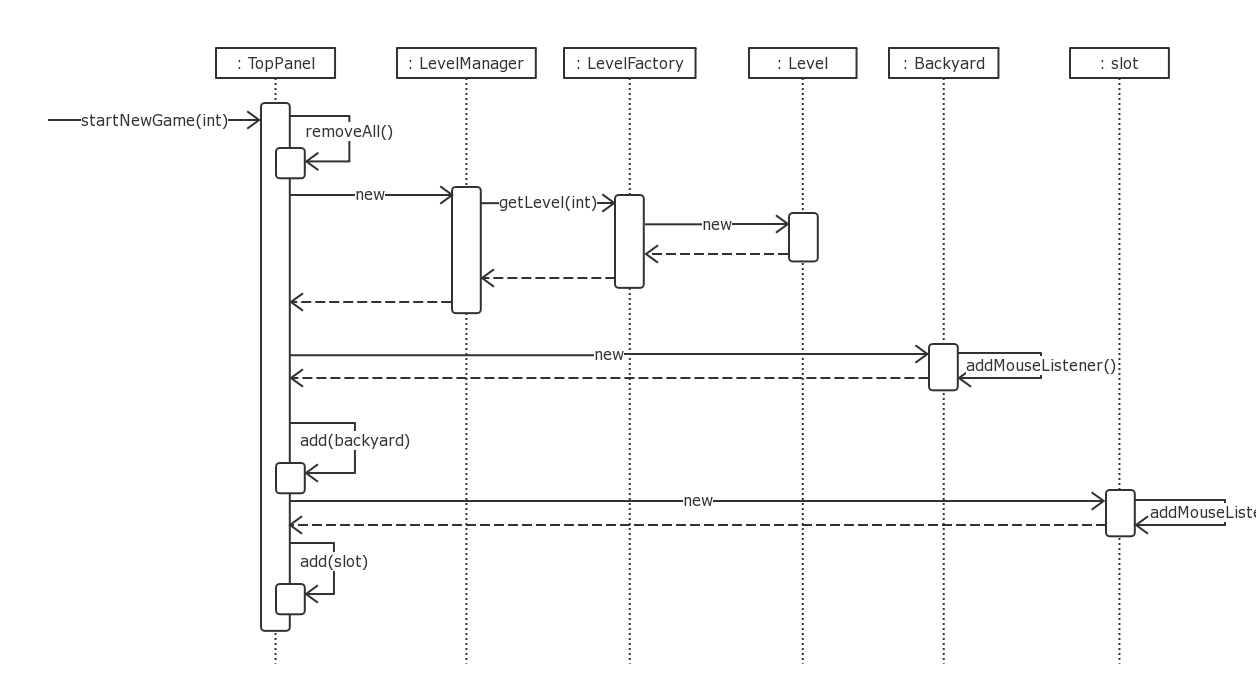 : TopPanel
: LevelManager
: LevelFactory
: Level
: Backyard
: slot
startNewGame(int)
removeAll()
new
getLevel(int)
new
new
addMouseListener()
add(backyard)
new
addMouseListe
add(slot)